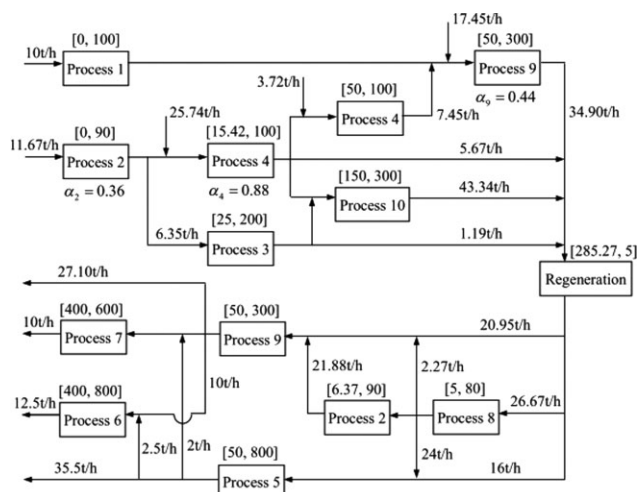 17.45t/h
[0, 100]
[50, 300]
10t/h
Process 1
Process 9
3.72t/h
[50, 100]
α₉ = 0.44
34.90t/h
25.74t/h
Process 4
7.45t/h
[0, 90]
[15.42, 100]
11.67t/h
Process 2
Process 4
5.67t/h
α₂ = 0.36
α₄ = 0.88
[150, 300]
Process 10
43.34t/h
[25, 200]
6.35t/h
Process 3
1.19t/h
[285.27, 5]
27.10t/h
Regeneration
[400, 600]
[50, 300]
10t/h
Process 7
Process 9
20.95t/h
21.88t/h
2.27t/h
10t/h
[400, 800]
[6.37, 90]
[5, 80]
26.67t/h
12.5t/h
Process 6
Process 2
Process 8
2.5t/h
2t/h
[50, 800]
24t/h
35.5t/h
Process 5
16t/h